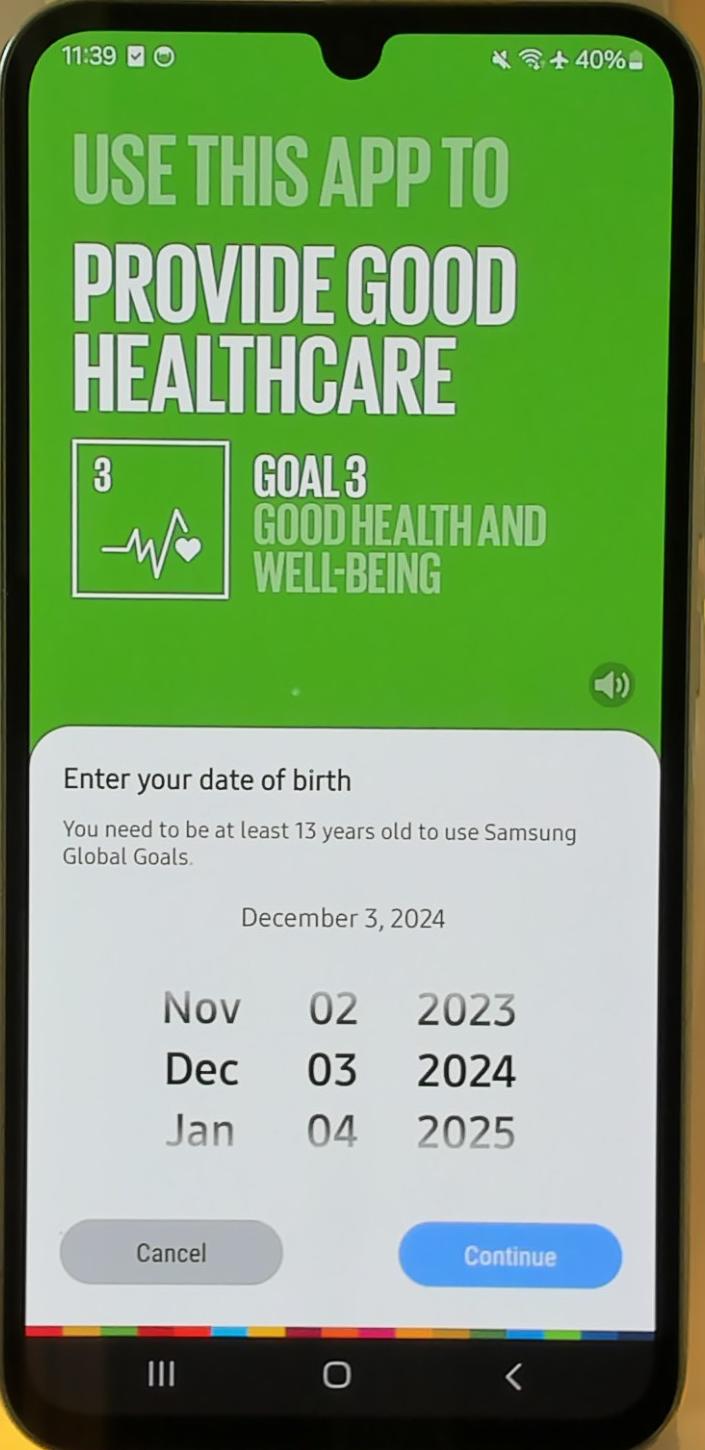 11:39
40%
USE THIS APP TO
PROVIDE GOOD
HEALTHCARE
3
GOAL 3
GOOD HEALTH AND
WELL-BEING
Enter your date of birth
You need to be at least 13 years old to use Samsung
Global Goals.
December 3, 2024
Nov 02 2023
Dec 03 2024
Jan 04 2025
Cancel Continue